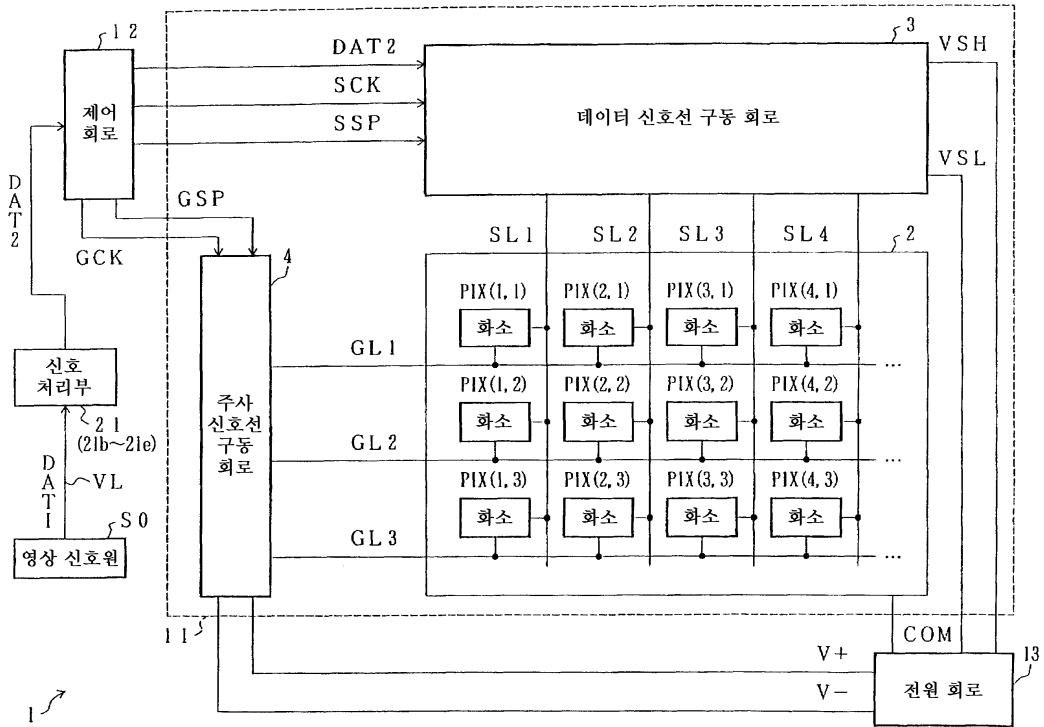 12
제어
회로
DAT2
SCK
SSP
3
데이터 신호선 구동 회로
VSH
VSL
DAT2
GSP
GCK
4
주사
신호선
구동
회로
SL1 SL2 SL3 SL4
2
PIX(1,1) PIX(2,1) PIX(3,1) PIX(4,1)
화소 화소 화소 화소
GL1 ...
PIX(1,2) PIX(2,2) PIX(3,2) PIX(4,2)
화소 화소 화소 화소
GL2 ...
PIX(1,3) PIX(2,3) PIX(3,3) PIX(4,3)
화소 화소 화소 화소
GL3 ...
신호
처리부
21
(21b~21e)
DAT1
VL
S0
영상 신호원
11
COM
V+
V-
13
전원 회로
1